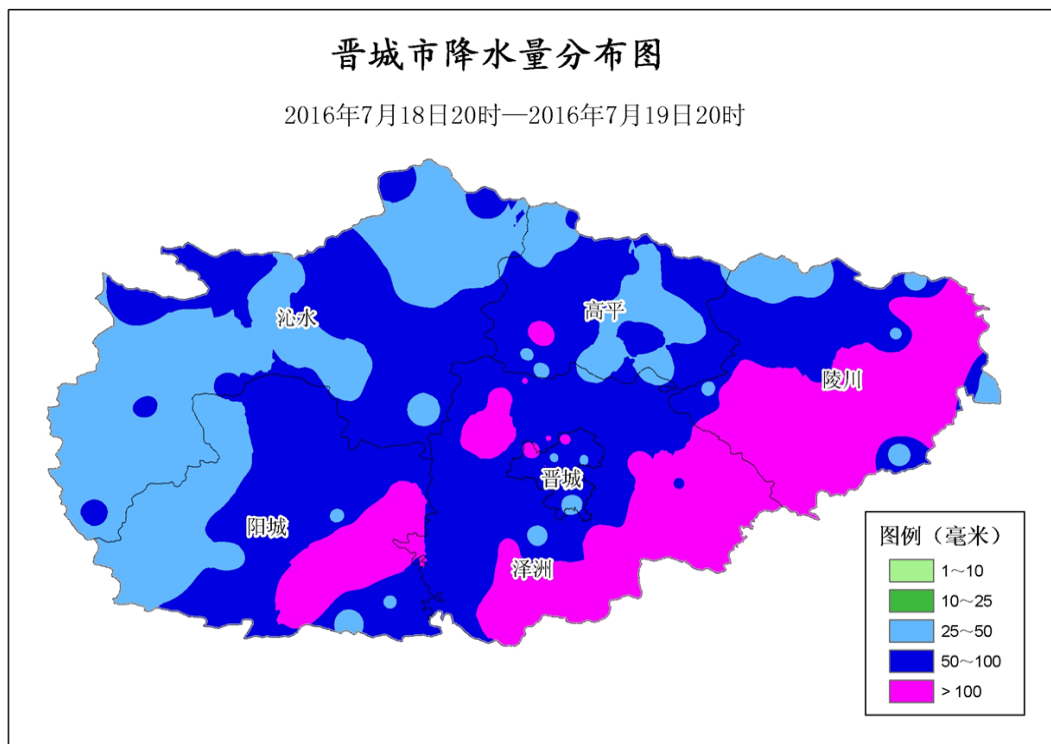 晋城市降水量分布图
2016年7月18日20时—2016年7月19日20时
沁水
高平
陵川
晋城
阳城
泽洲
图例（毫米）
1～10
10～25
25～50
50～100
＞100